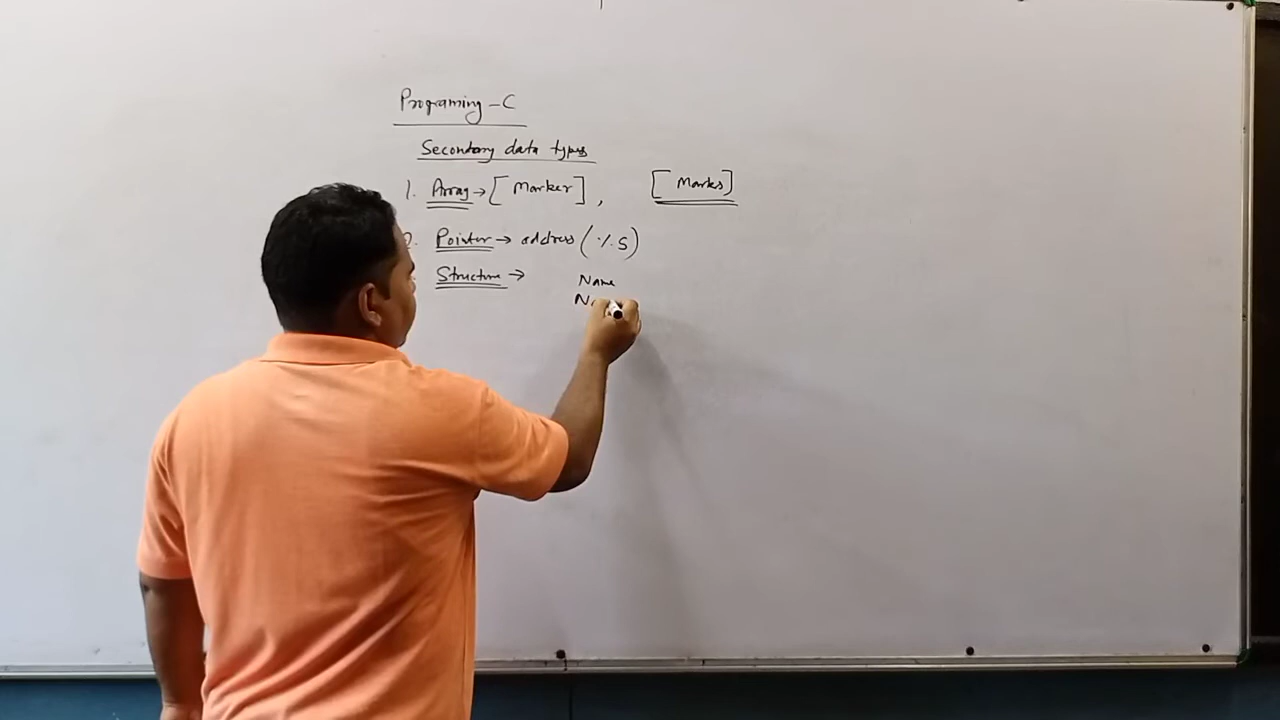 Programing - C
Secondary data types
1. Array → [ Marker ] , [ Marks ]
2. Pointer → address ( %.S )
Structure →
Name